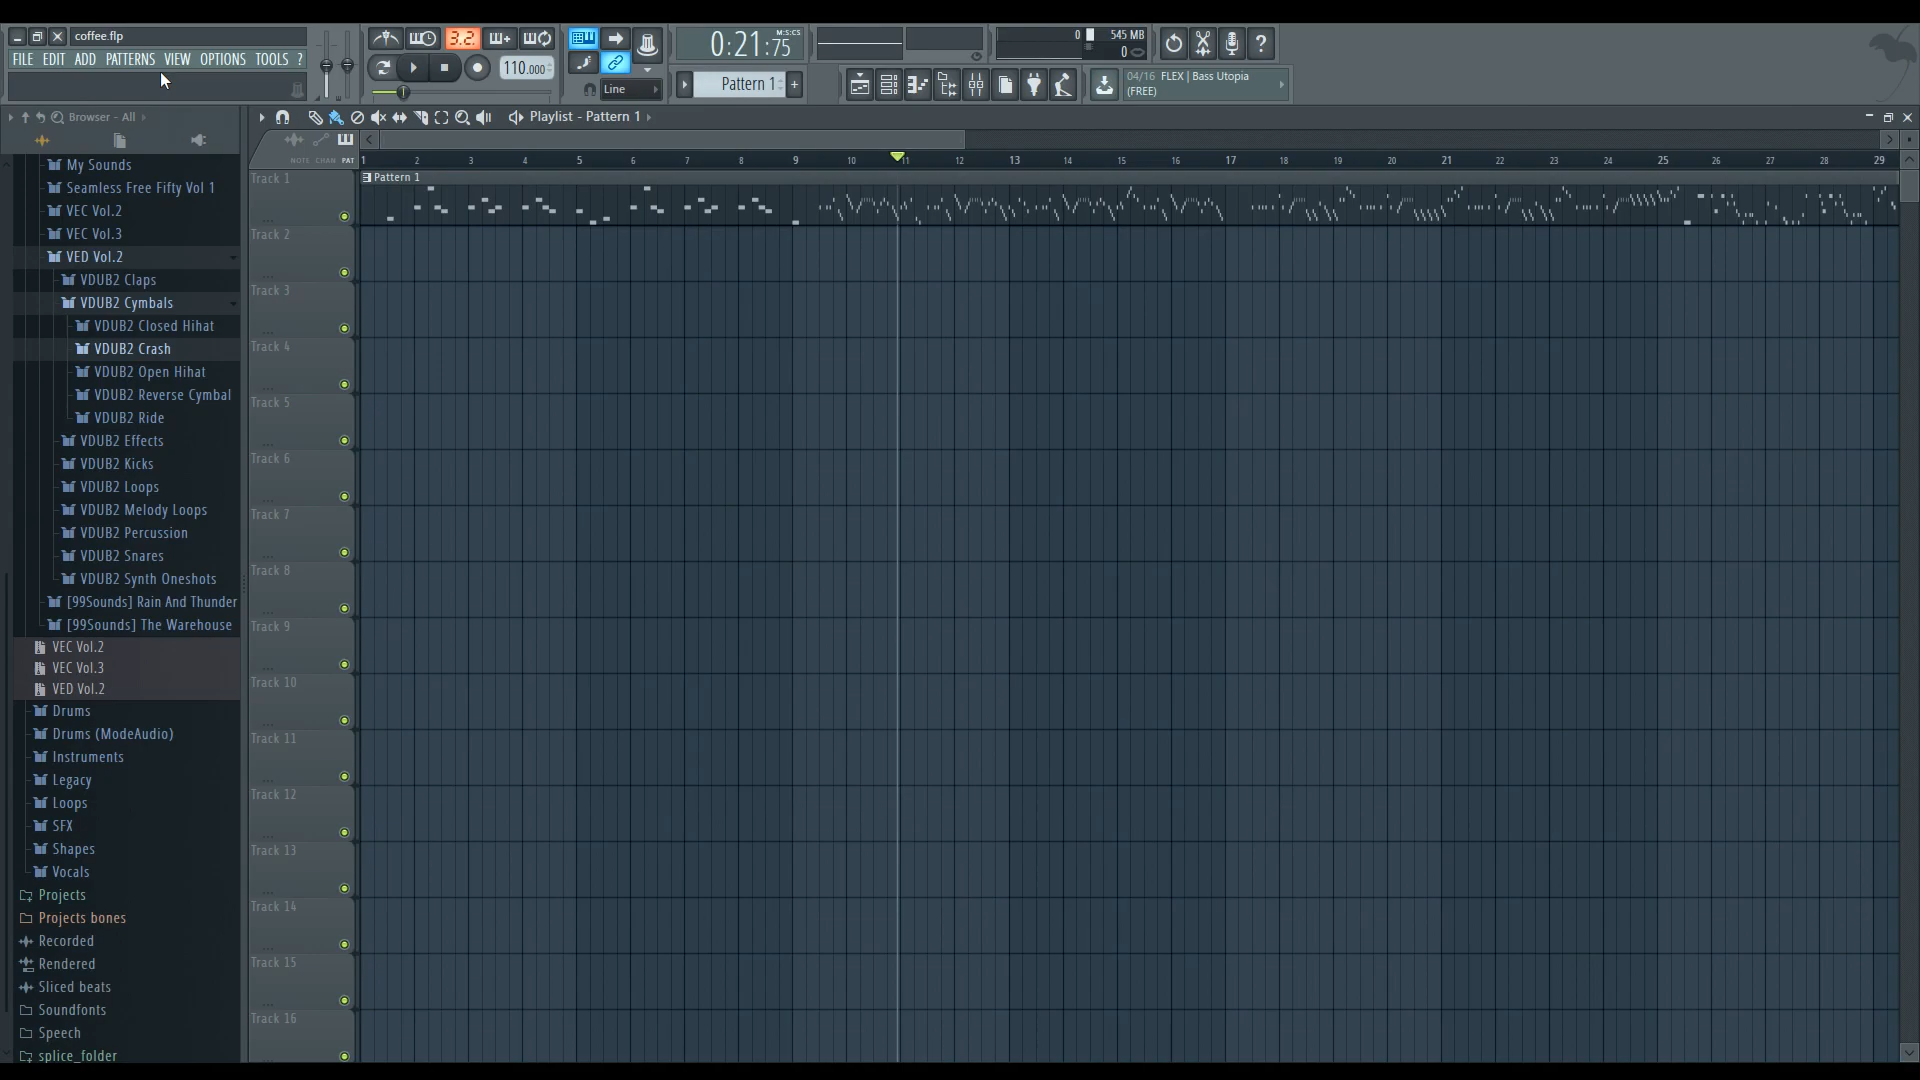 coffee.flp
FILE EDIT ADD PATTERNS VIEW OPTIONS TOOLS ?
3.2.
110.000
Line
0:21:75
M:S:CS
Pattern 1
+
0
545 MB
0
?
04/16 FLEX | Bass Utopia
(FREE)
Browser - All
Playlist - Pattern 1
My Sounds
Seamless Free Fifty Vol 1
VEC Vol.2
VEC Vol.3
VED Vol.2
VDUB2 Claps
VDUB2 Cymbals
VDUB2 Closed Hihat
VDUB2 Crash
VDUB2 Open Hihat
VDUB2 Reverse Cymbal
VDUB2 Ride
VDUB2 Effects
VDUB2 Kicks
VDUB2 Loops
VDUB2 Melody Loops
VDUB2 Percussion
VDUB2 Snares
VDUB2 Synth Oneshots
[99Sounds] Rain And Thunder
[99Sounds] The Warehouse
VEC Vol.2
VEC Vol.3
VED Vol.2
Drums
Drums (ModeAudio)
Instruments
Legacy
Loops
SFX
Shapes
Vocals
Projects
Projects bones
Recorded
Rendered
Sliced beats
Soundfonts
Speech
splice_folder
NOTE CHAN PAT
1 2 3 4 5 6 7 8 9 10 11 12 13 14 15 16 17 18 19 20 21 22 23 24 25 26 27 28 29
Pattern 1
Track 1
Track 2
Track 3
Track 4
Track 5
Track 6
Track 7
Track 8
Track 9
Track 10
Track 11
Track 12
Track 13
Track 14
Track 15
Track 16